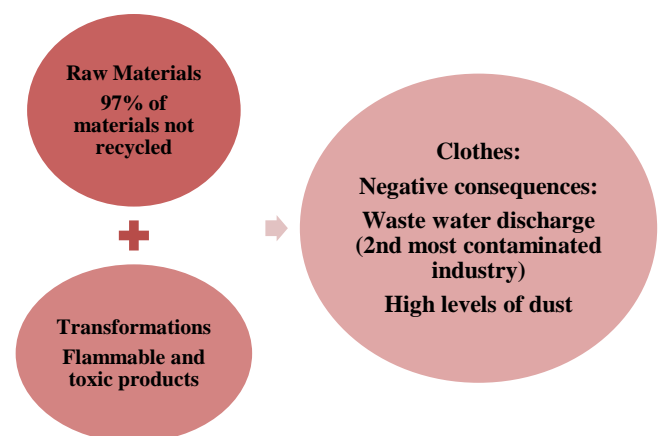 Raw Materials
97% of
materials not
recycled
Transformations
Flammable and
toxic products
Clothes:
Negative consequences:
Waste water discharge
(2nd most contaminated
industry)
High levels of dust